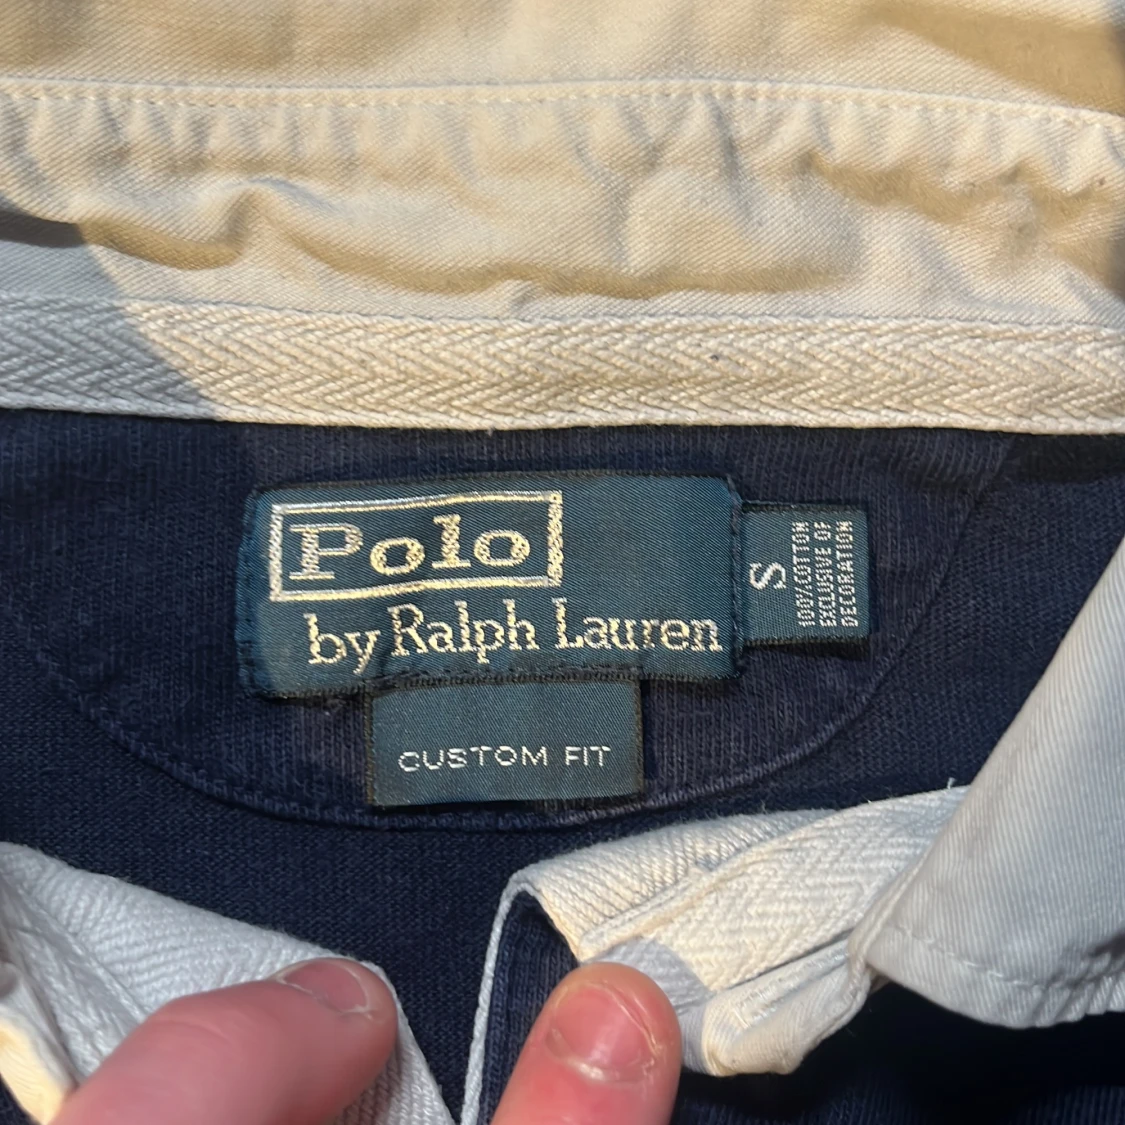 Polo
by Ralph Lauren
S
100% COTTON
EXCLUSIVE OF
DECORATION
CUSTOM FIT